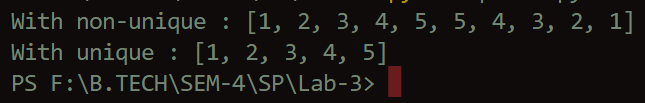 With non-unique : [1, 2, 3, 4, 5, 5, 4, 3, 2, 1]
With unique : [1, 2, 3, 4, 5]
PS F:\B.TECH\SEM-4\SP\Lab-3>